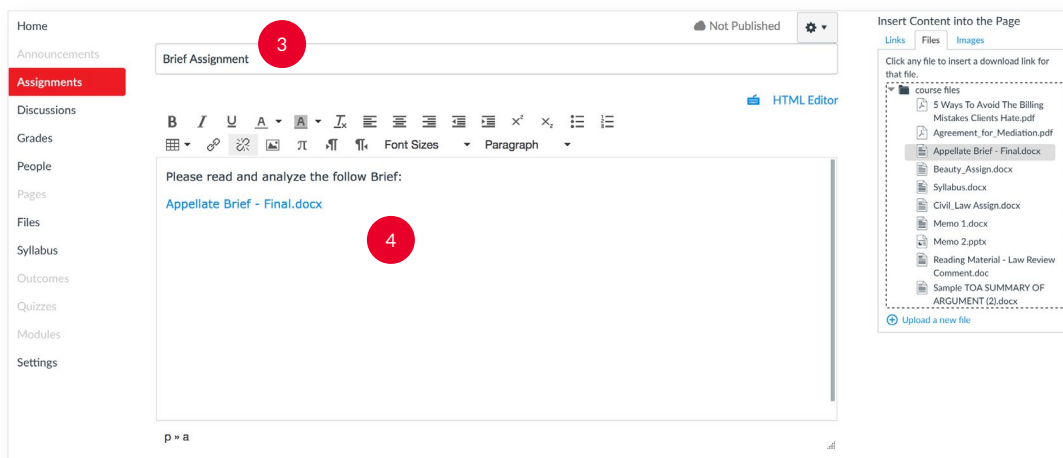 Home
Announcements
Assignments
Discussions
Grades
People
Pages
Files
Syllabus
Outcomes
Quizzes
Modules
Settings
3
Not Published
Brief Assignment
HTML Editor
B I U A A Tx x² x₂
π ¶ ¶ Font Sizes Paragraph
Please read and analyze the follow Brief:
Appellate Brief - Final.docx
4
p » a
Insert Content into the Page
Links Files Images
Click any file to insert a download link for
that file.
course files
5 Ways To Avoid The Billing
Mistakes Clients Hate.pdf
Agreement_for_Mediation.pdf
Appellate Brief - Final.docx
Beauty_Assign.docx
Syllabus.docx
Civil_Law Assign.docx
Memo 1.docx
Memo 2.pptx
Reading Material - Law Review
Comment.doc
Sample TOA SUMMARY OF
ARGUMENT (2).docx
Upload a new file